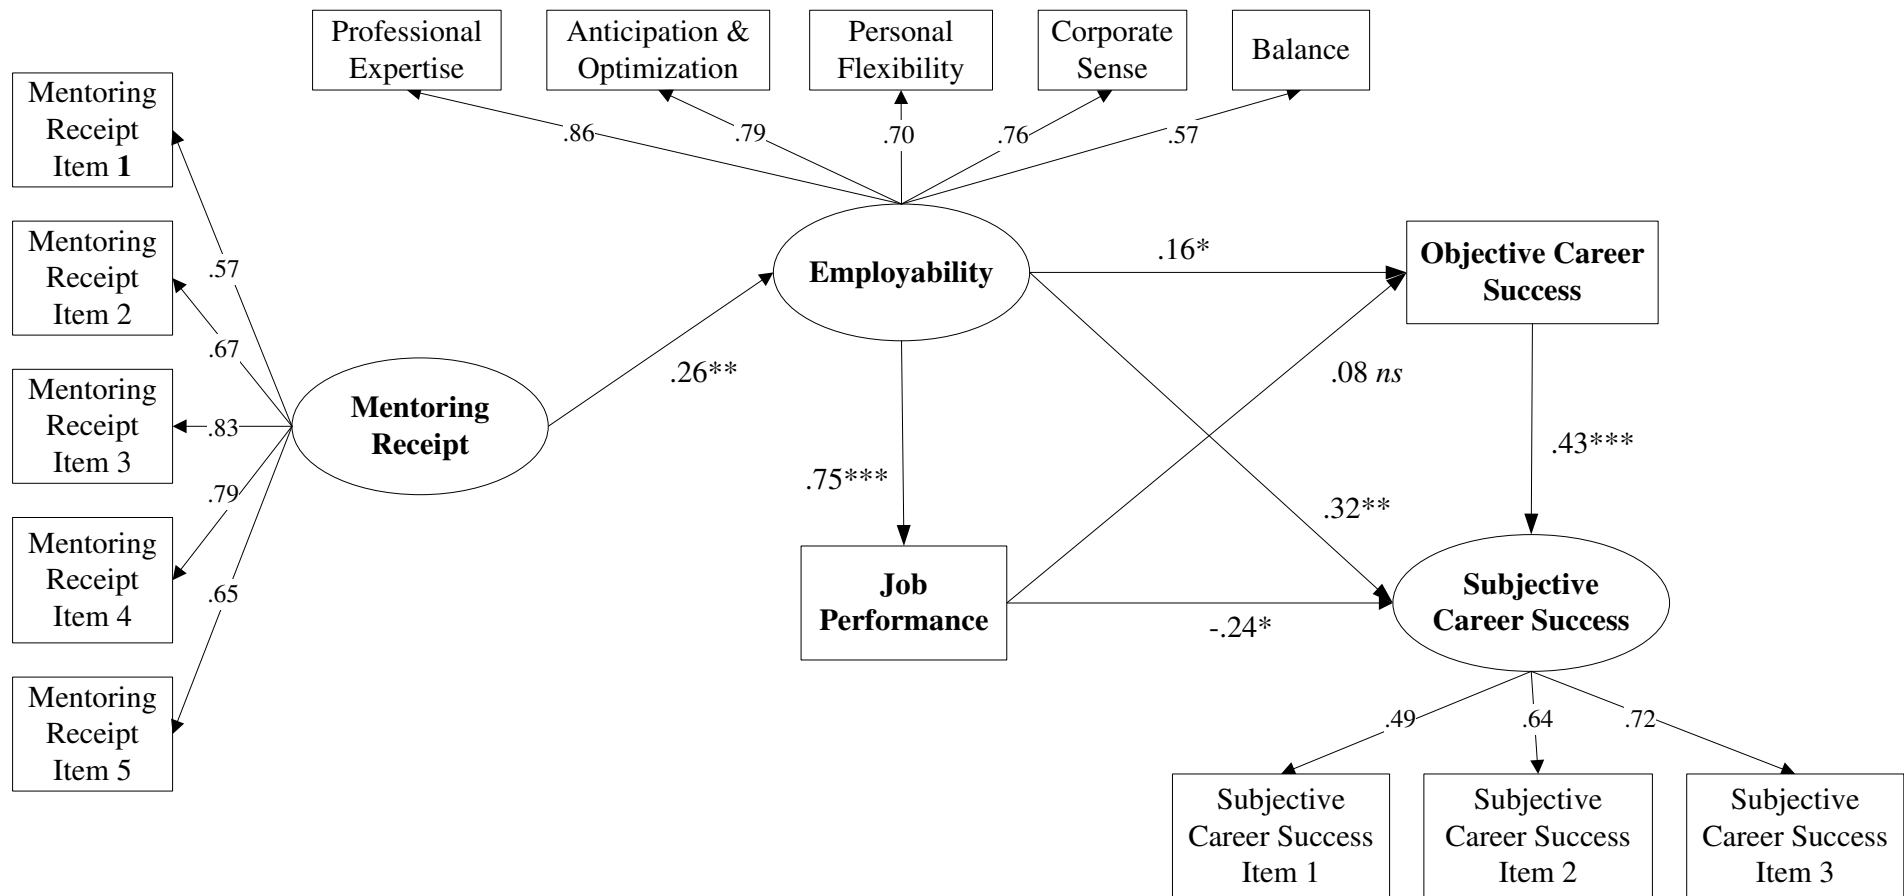 Professional
Expertise
Anticipation &
Optimization
Personal
Flexibility
Corporate
Sense
Balance
Mentoring
Receipt
Item 1
Mentoring
Receipt
Item 2
Mentoring
Receipt
Item 3
Mentoring
Receipt
Item 4
Mentoring
Receipt
Item 5
.86
.79
.70
.76
.57
.57
.67
.83
.79
.65
Mentoring
Receipt
.26**
Employability
.16*
Objective Career
Success
.08 ns
.75***
.32**
.43***
Job
Performance
-.24*
Subjective
Career Success
.49
.64
.72
Subjective
Career Success
Item 1
Subjective
Career Success
Item 2
Subjective
Career Success
Item 3